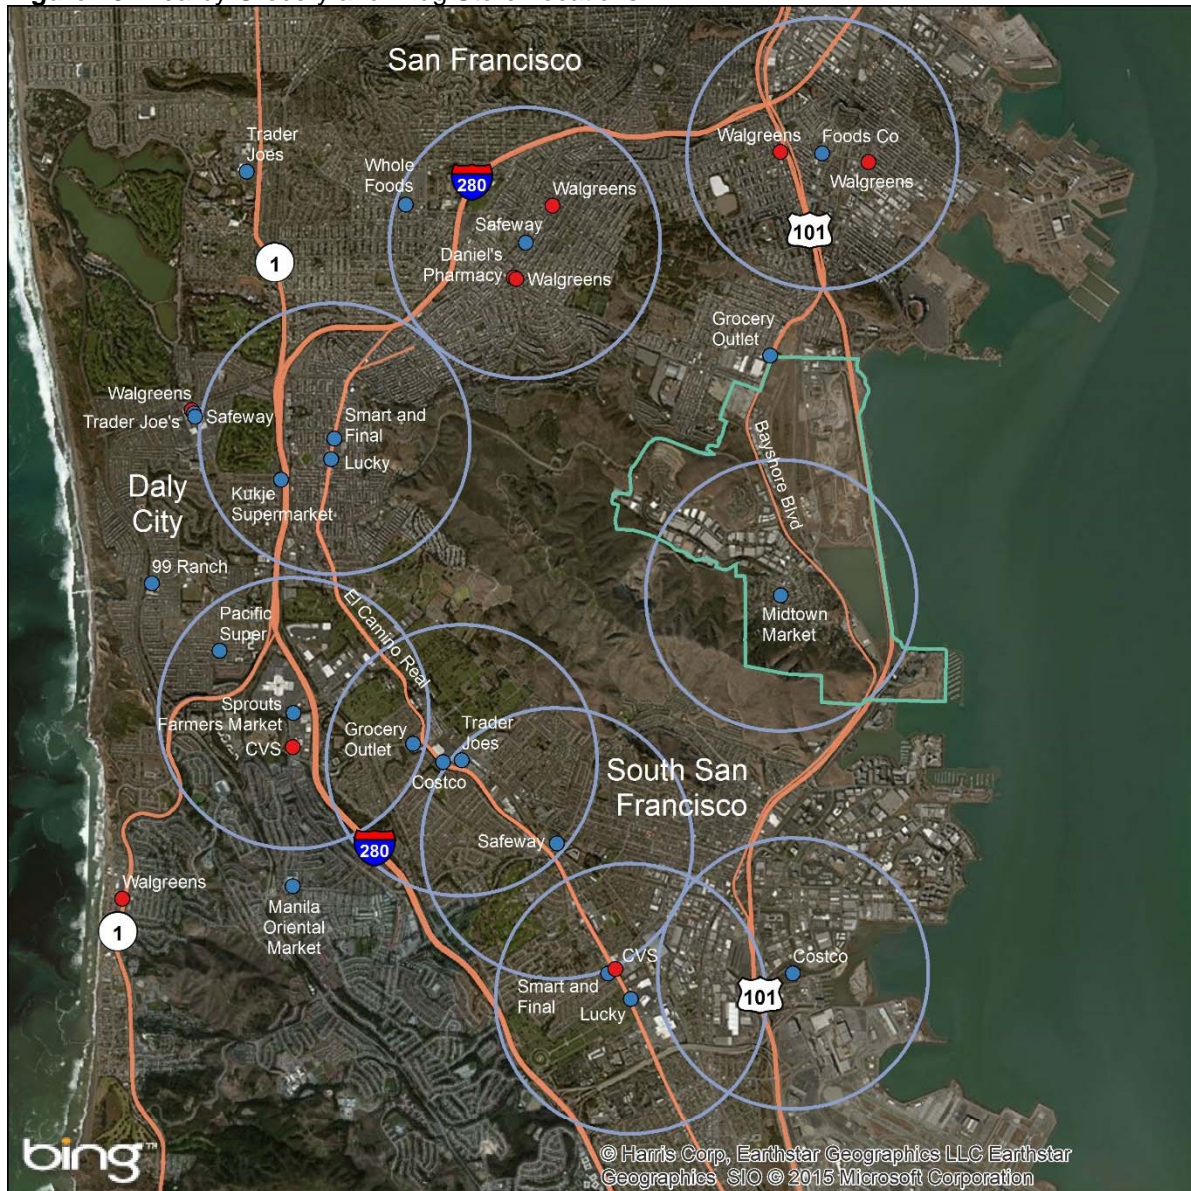 San Francisco
Trader
Joes
Whole
Foods
280
Walgreens
Safeway
Daniel's
Pharmacy
Walgreens
Walgreens
Foods Co
Walgreens
101
1
Grocery
Outlet
Walgreens
Trader Joe's
Safeway
Smart and
Final
Lucky
Kukje
Supermarket
Daly
City
Bayshore Blvd
99 Ranch
Midtown
Market
El Camino Real
Pacific
Super
Sprouts
Farmers Market
CVS
Grocery
Outlet
Trader
Joes
Costco
South San
Francisco
Safeway
280
Walgreens
1
Manila
Oriental
Market
CVS
Smart and
Final
Lucky
Costco
101
bing™
© Harris Corp, Earthstar Geographics LLC Earthstar
Geographics SIO © 2015 Microsoft Corporation